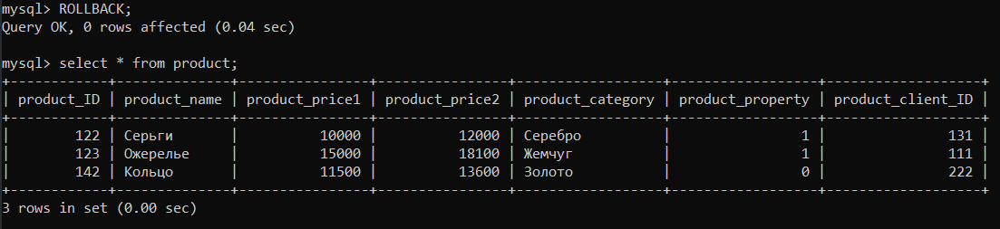 mysql> ROLLBACK;
Query OK, 0 rows affected (0.04 sec)
mysql> select * from product;
+------------+--------------+----------------+----------------+------------------+------------------+-------------------+
| product_ID | product_name | product_price1 | product_price2 | product_category | product_property | product_client_ID |
+------------+--------------+----------------+----------------+------------------+------------------+-------------------+
|        122 | Серьги       |          10000 |          12000 | Серебро          |                1 |               131 |
|        123 | Ожерелье     |          15000 |          18100 | Жемчуг           |                1 |               111 |
|        142 | Кольцо       |          11500 |          13600 | Золото           |                0 |               222 |
+------------+--------------+----------------+----------------+------------------+------------------+-------------------+
3 rows in set (0.00 sec)